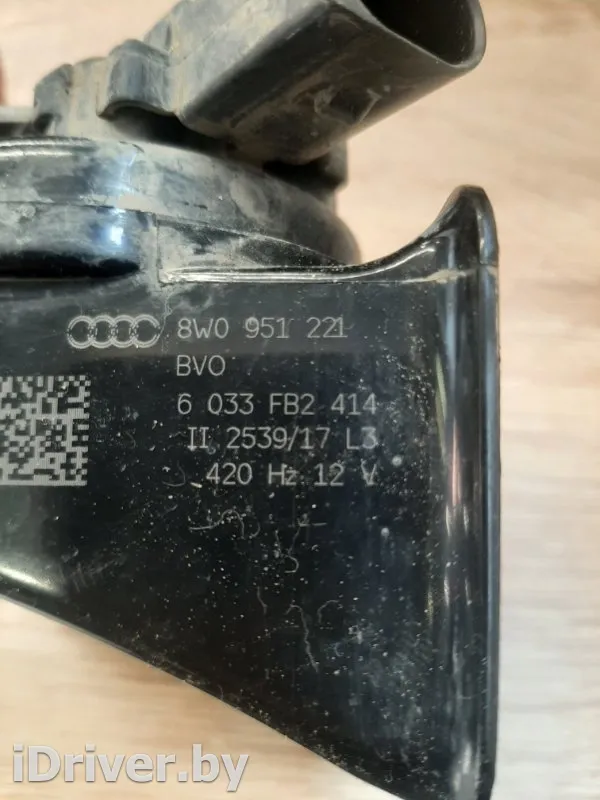 8W0 951 221
BVO
6 033 FB2 414
II 2539/17 L3
420 Hz 12 V
iDriver.by